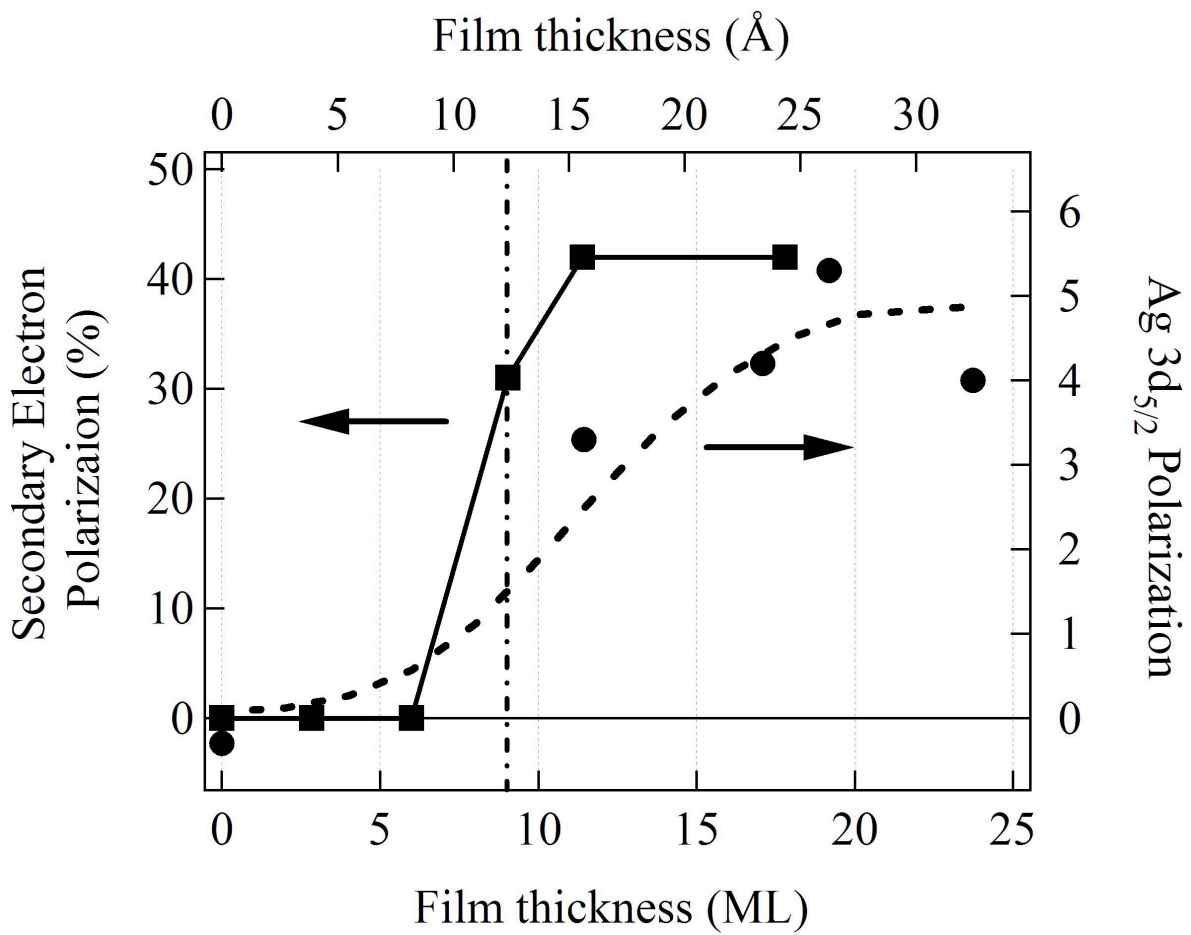 Film thickness (Å)
0 5 10 15 20 25 30
50
40
30
20
10
0
Secondary Electron
Polarizaion (%)
6
5
4
3
2
1
0
Ag 3d5/2 Polarization
0 5 10 15 20 25
Film thickness (ML)